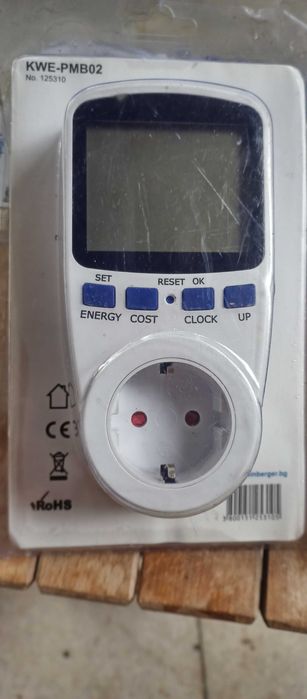 KWE-PMB02
No. 125310
SET RESET OK
ENERGY COST CLOCK UP
CE
RoHS